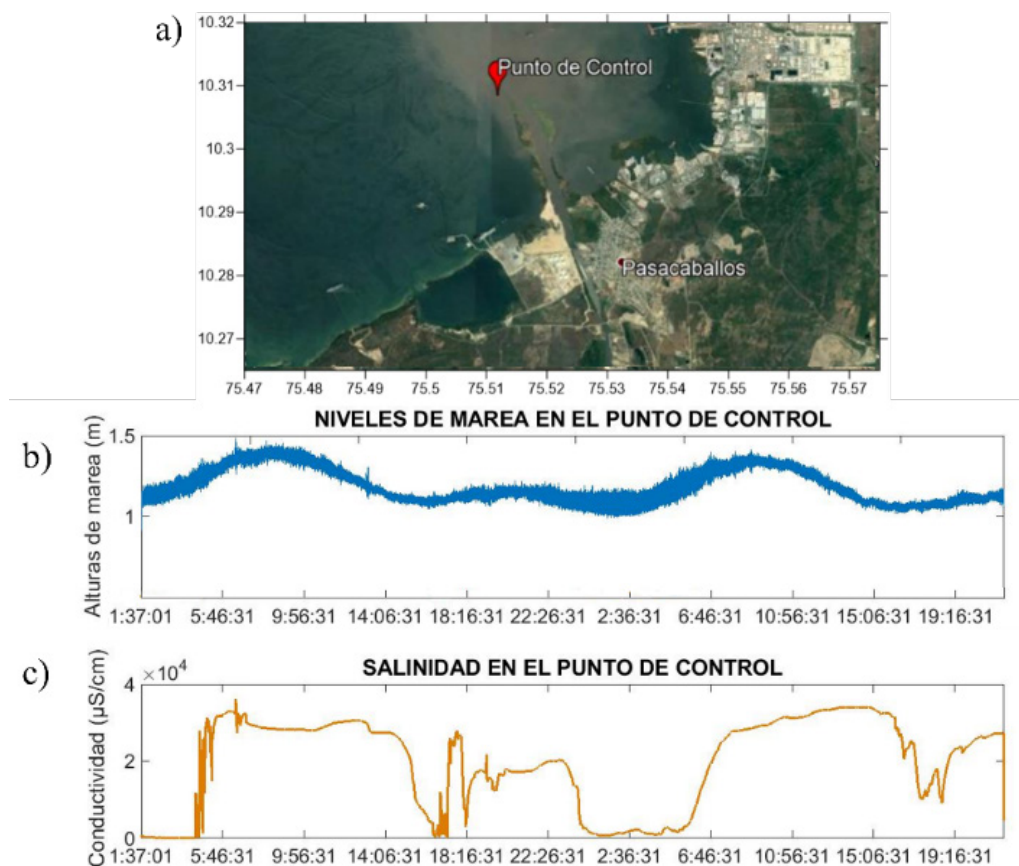 a)
10.32
10.31
10.3
10.29
10.28
10.27
Punto de Control
Pasacaballos
75.47 75.48 75.49 75.5 75.51 75.52 75.53 75.54 75.55 75.56 75.57
NIVELES DE MAREA EN EL PUNTO DE CONTROL
b)
Alturas de marea (m)
1.5
1
1:37:01 5:46:31 9:56:31 14:06:31 18:16:31 22:26:31 2:36:31 6:46:31 10:56:31 15:06:31 19:16:31
c)
×10⁴
SALINIDAD EN EL PUNTO DE CONTROL
Conductividad (µS/cm)
4
2
0
1:37:01 5:46:31 9:56:31 14:06:31 18:16:31 22:26:31 2:36:31 6:46:31 10:56:31 15:06:31 19:16:31